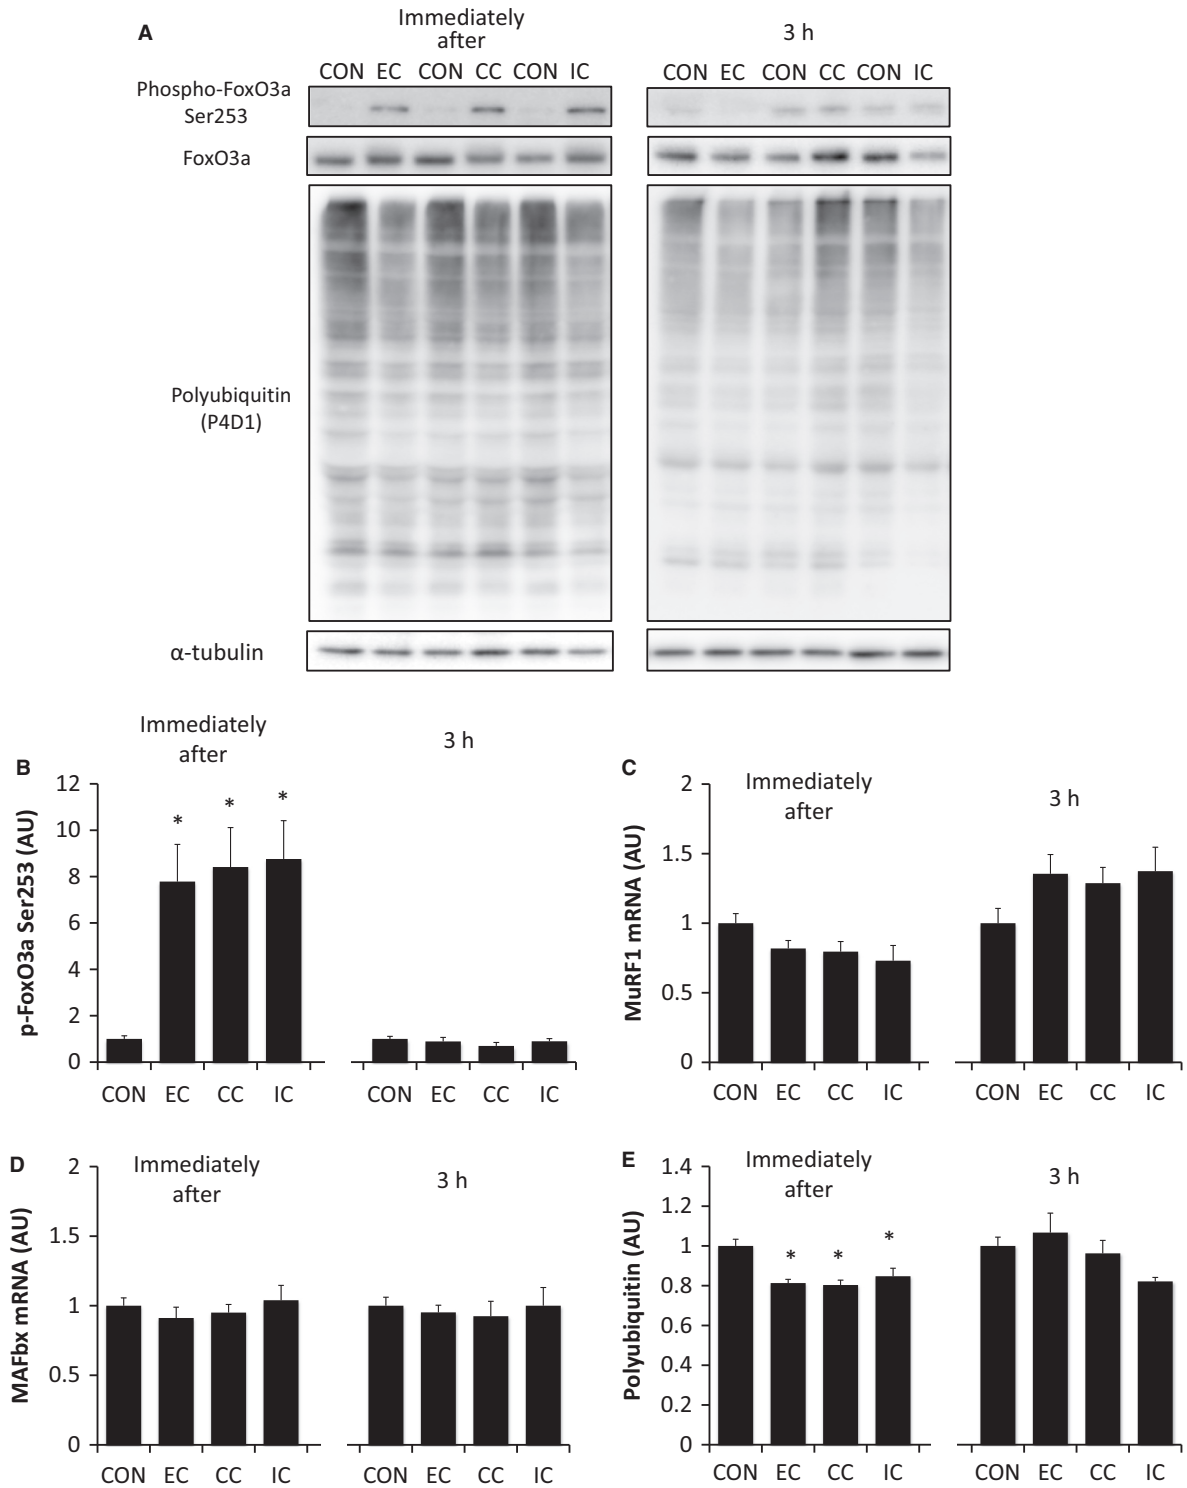 A
Immediately
after
3 h
CON EC CON CC CON IC
CON EC CON CC CON IC
Phospho-FoxO3a
Ser253
FoxO3a
Polyubiquitin
(P4D1)
α-tubulin
B
Immediately
after
3 h
p-FoxO3a Ser253 (AU)
12
10
8
6
4
2
0
* * *
CON EC CC IC
CON EC CC IC
C
Immediately
after
3 h
MuRF1 mRNA (AU)
2
1.5
1
0.5
0
CON EC CC IC
CON EC CC IC
D
Immediately
after
3 h
MAFbx mRNA (AU)
2
1.5
1
0.5
0
CON EC CC IC
CON EC CC IC
E
Immediately
after
3 h
Polyubiquitin (AU)
1.4
1.2
1
0.8
0.6
0.4
0.2
0
* * *
CON EC CC IC
CON EC CC IC